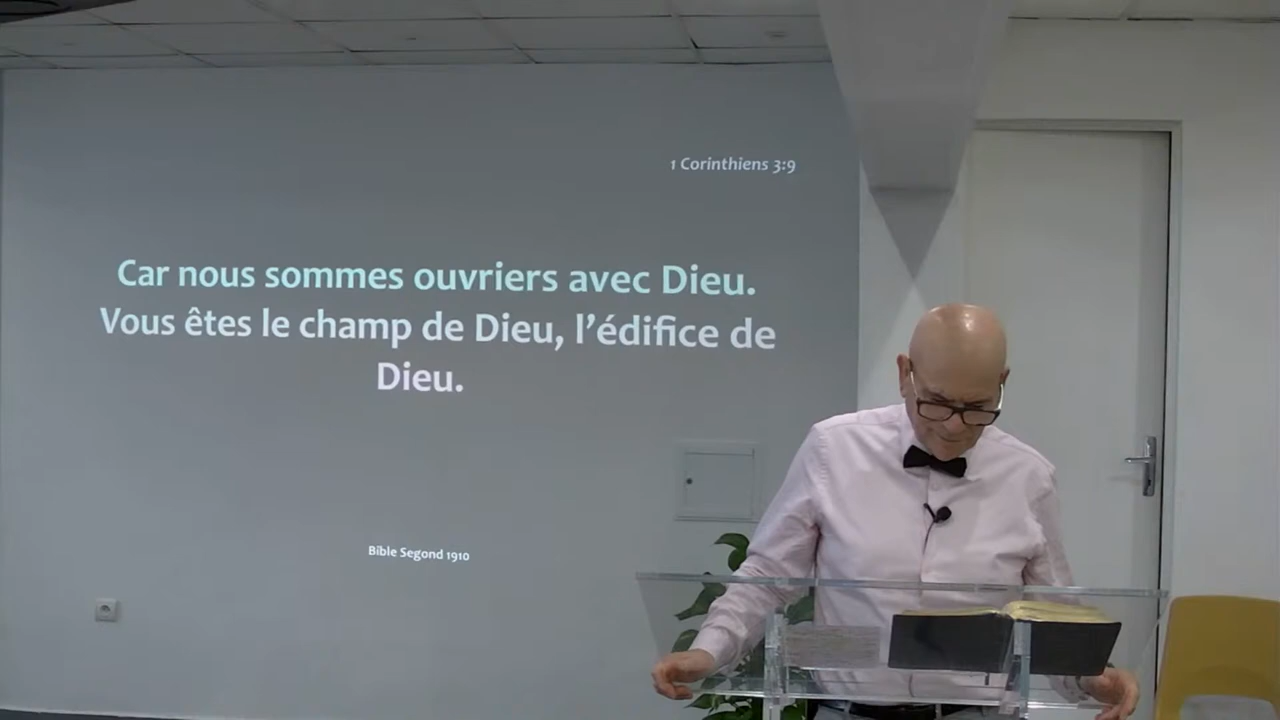 1 Corinthiens 3:9
Car nous sommes ouvriers avec Dieu.
Vous êtes le champ de Dieu, l’édifice de
Dieu.
Bible Segond 1910